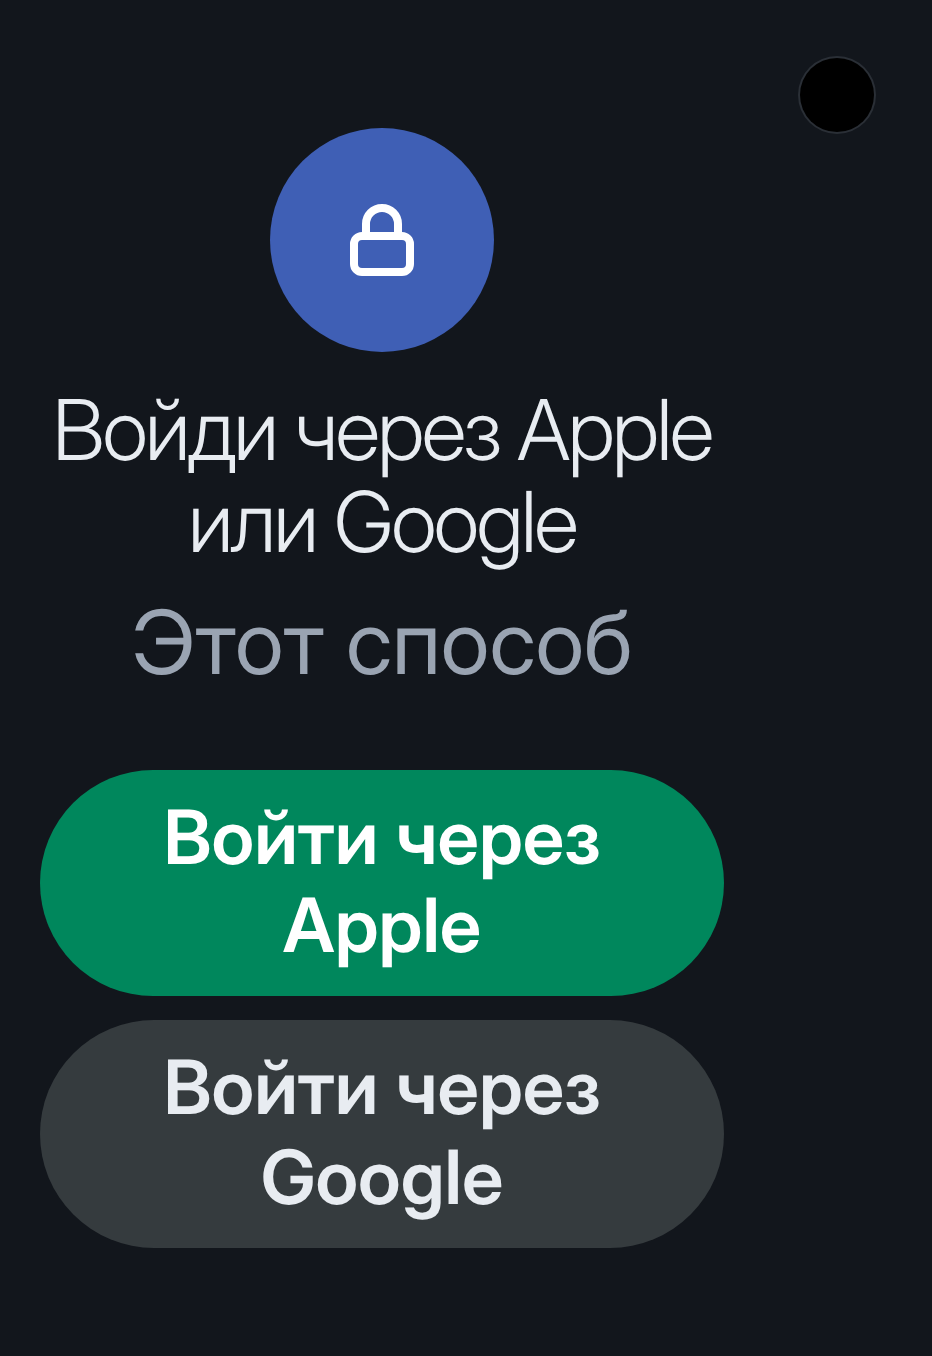 Войди через Apple
или Google
Этот способ
Войти через
Apple
Войти через
Google